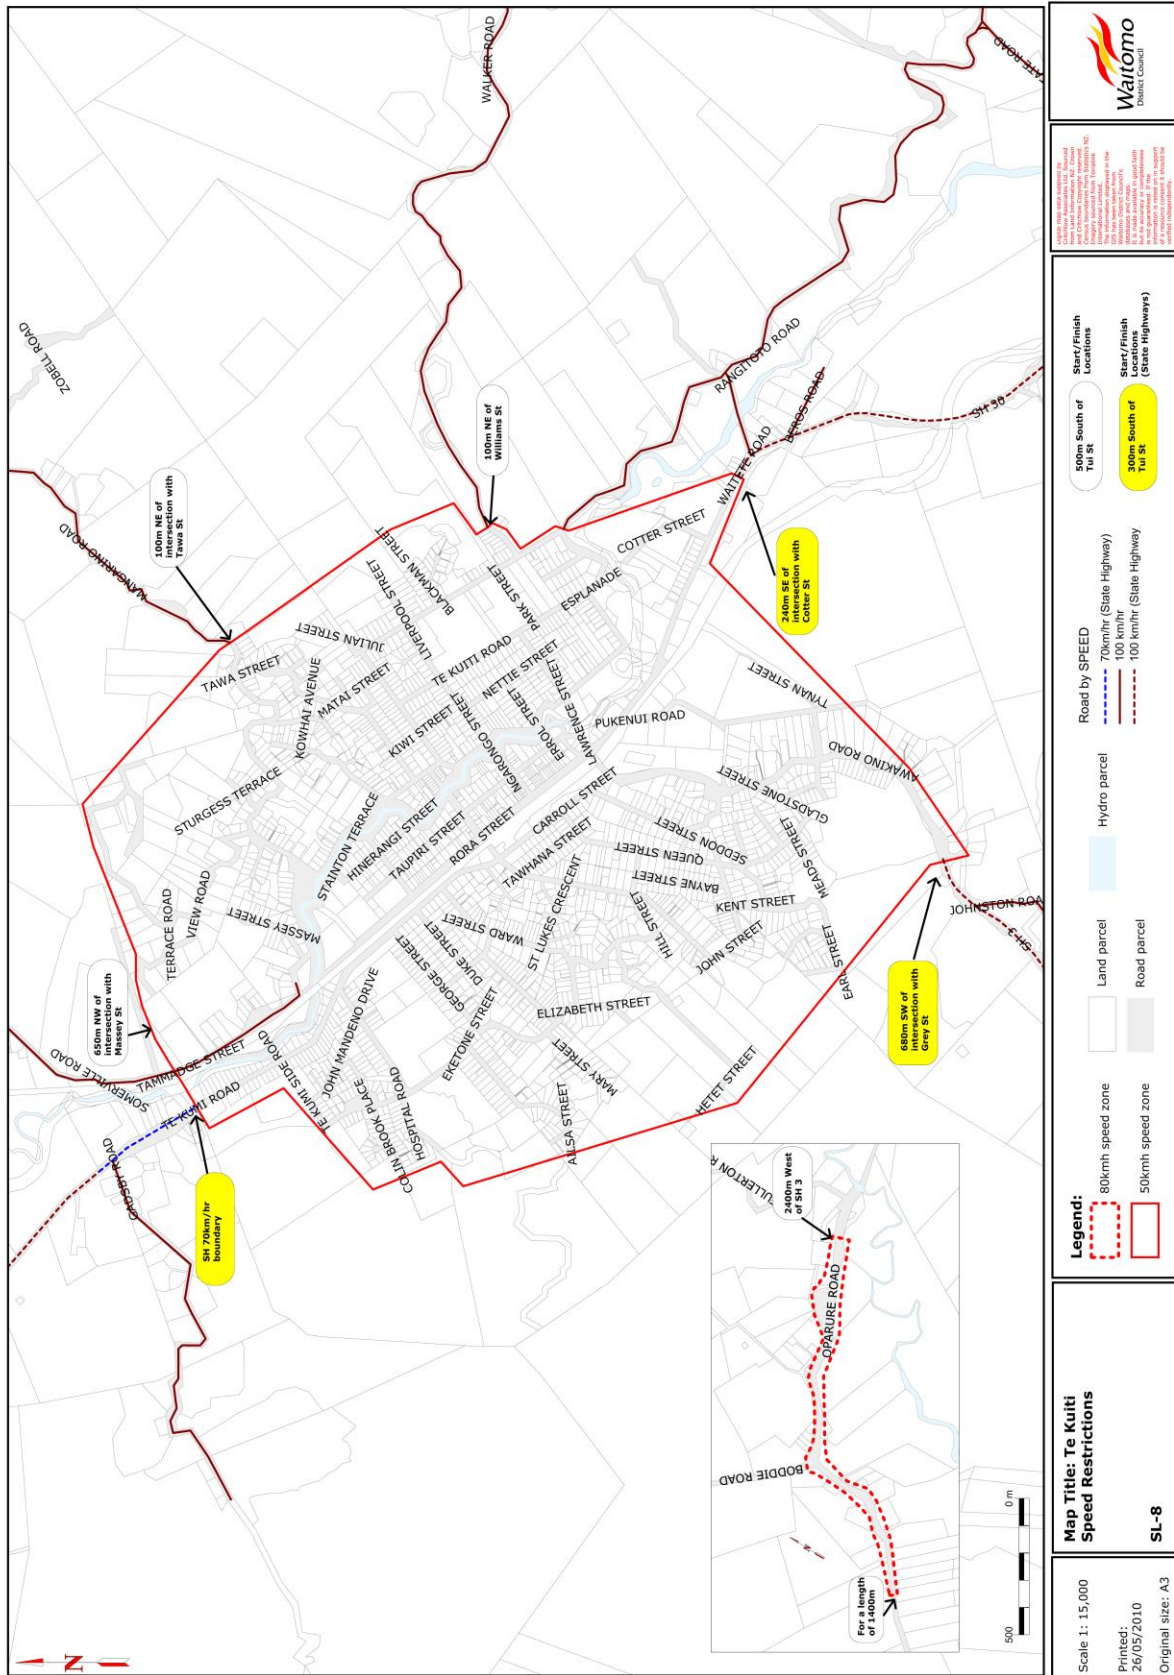 WALKER ROAD
TATE ROAD
ZOBELL ROAD
MANGARINO ROAD
100m NE of
intersection with
Tawa St
100m NE of
Williams St
RANGITOTO ROAD
BEROS ROAD
WAITETE ROAD
SH 30
COTTER STREET
240m SE of
intersection with
Cotter St
BLACKMAN STREET
LIVERPOOL STREET
JULIAN STREET
TAWA STREET
KOWHAI AVENUE
MATAI STREET
PARK STREET
ESPLANADE
TE KUITI ROAD
NETTIE STREET
KIWI STREET
NGARONGO STREET
ERROL STREET
LAWRENCE STREET
PUKENUI ROAD
TYNAN STREET
AWAKINO ROAD
STURGESS TERRACE
STAINTON TERRACE
HINERANGI STREET
TAUPIRI STREET
RORA STREET
CARROLL STREET
TAWHANA STREET
GLADSTONE STREET
SEDDON STREET
QUEEN STREET
BAYNE STREET
MEADS STREET
KENT STREET
TERRACE ROAD
VIEW ROAD
MASSEY STREET
WARD STREET
ST LUKES CRESCENT
HILL STREET
JOHN STREET
EARL STREET
DUKE STREET
GEORGE STREET
EKETONE STREET
ELIZABETH STREET
MARY STREET
AILSA STREET
HETET STREET
JOHNSTON ROA
SH 3
680m SW of
intersection with
Grey St
650m NW of
intersection with
Massey St
SOMERVILLE ROAD
TAMMADGE STREET
TE KUMI ROAD
TE KUMI SIDE ROAD
JOHN MANDENO DRIVE
COLIN BROOK PLACE
HOSPITAL ROAD
GADSBY ROAD
SH 70km/hr
boundary
FULLERTON R
2400m West
of SH 3
OPARURE ROAD
BODDIE ROAD
For a length
of 1400m
N
500
0 m
N
Scale 1: 15,000
Printed:
26/05/2010
Original size: A3
Map Title: Te Kuiti
Speed Restrictions
SL-8
Legend:
80kmh speed zone
50kmh speed zone
Land parcel
Road parcel
Hydro parcel
Road by SPEED
70km/hr (State Highway)
100 km/hr
100 km/hr (State Highway
500m South of
Tui St
Start/Finish
Locations
300m South of
Tui St
Start/Finish
Locations
(State Highways)
Waitomo
District Council